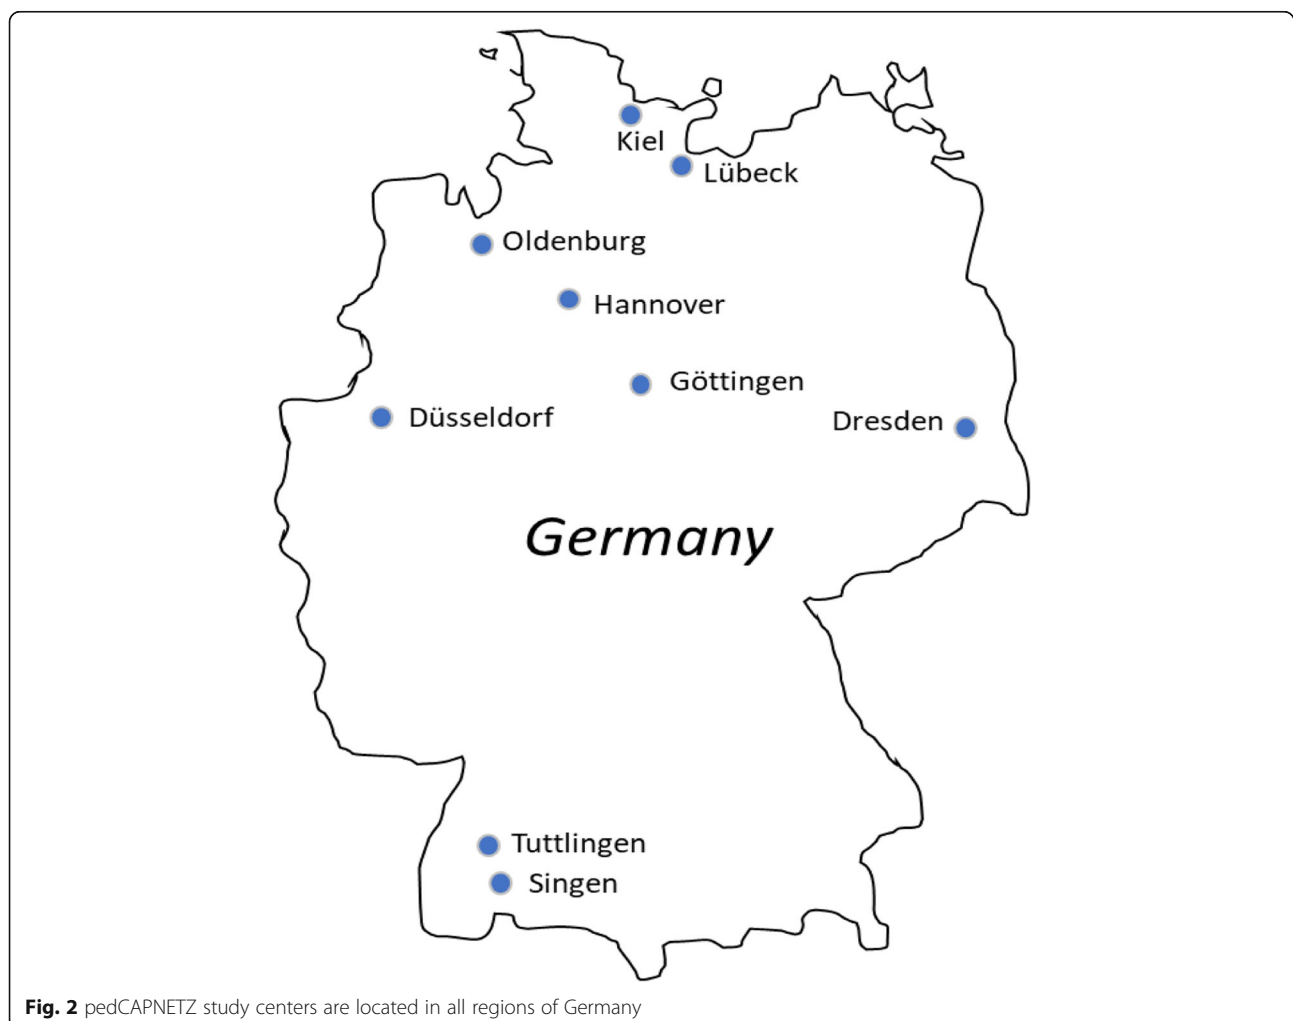 Kiel
Lübeck
Oldenburg
Hannover
Göttingen
Düsseldorf
Dresden
Germany
Tuttlingen
Singen
Fig. 2 pedCAPNETZ study centers are located in all regions of Germany